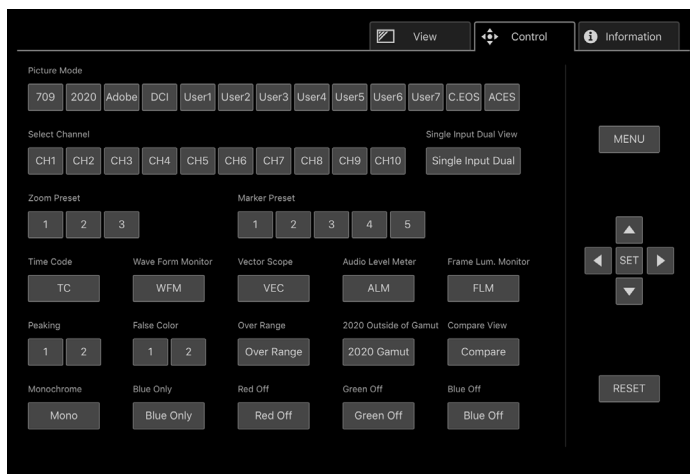 View Control Information
Picture Mode
709 2020 Adobe DCI User1 User2 User3 User4 User5 User6 User7 C.EOS ACES
Select Channel Single Input Dual View
CH1 CH2 CH3 CH4 CH5 CH6 CH7 CH8 CH9 CH10 Single Input Dual
Zoom Preset Marker Preset
1 2 3 1 2 3 4 5
Time Code Wave Form Monitor Vector Scope Audio Level Meter Frame Lum. Monitor
TC WFM VEC ALM FLM
Peaking False Color Over Range 2020 Outside of Gamut Compare View
1 2 1 2 Over Range 2020 Gamut Compare
Monochrome Blue Only Red Off Green Off Blue Off
Mono Blue Only Red Off Green Off Blue Off
MENU
SET
RESET